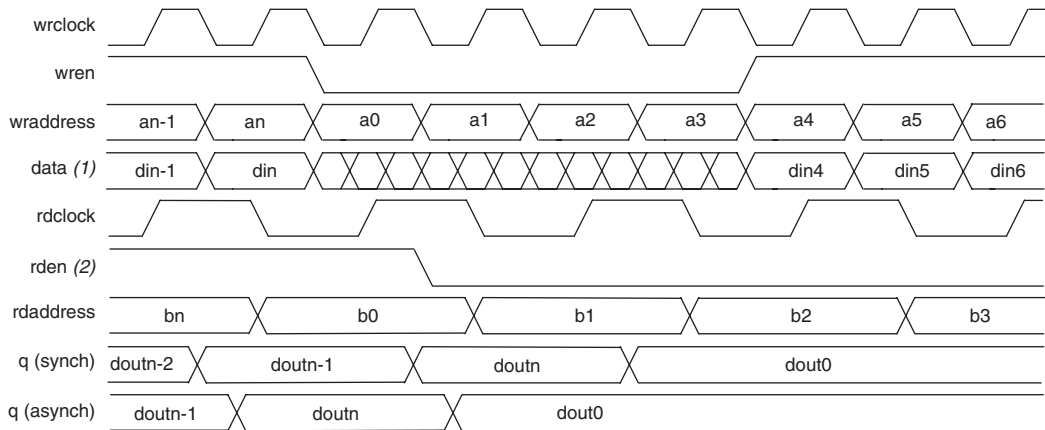 wrclock
wren
wraddress an-1 an a0 a1 a2 a3 a4 a5 a6
data (1) din-1 din din4 din5 din6
rdclock
rden (2)
rdaddress bn b0 b1 b2 b3
q (synch) doutn-2 doutn-1 doutn dout0
q (asynch) doutn-1 doutn dout0